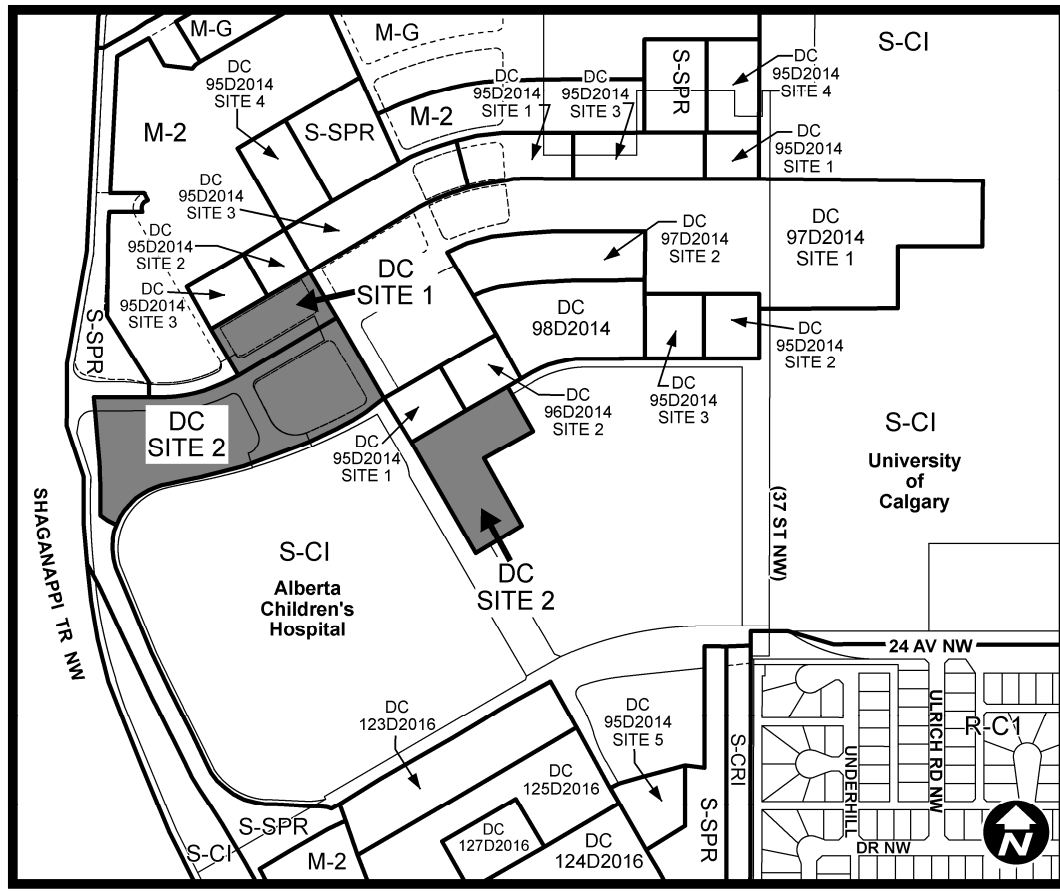 M-G
M-G
S-CI
DC
95D2014
SITE 4
S-SPR
M-2
DC
95D2014
SITE 1
DC
95D2014
SITE 3
M-2
S-SPR
DC
95D2014
SITE 4
DC
95D2014
SITE 1
DC
95D2014
SITE 3
DC
95D2014
SITE 2
DC
95D2014
SITE 3
DC
SITE 1
DC
97D2014
SITE 2
DC
97D2014
SITE 1
DC
98D2014
DC
95D2014
SITE 2
S-SPR
DC
SITE 2
DC
95D2014
SITE 1
DC
96D2014
SITE 2
DC
95D2014
SITE 3
S-CI
University
of
Calgary
(37 ST NW)
SHAGANAPPI TR NW
S-CI
Alberta
Children's
Hospital
DC
SITE 2
24 AV NW
ULRICH RD NW
R-C1
UNDERHILL
DR NW
DC
123D2016
DC
95D2014
SITE 5
S-CRI
S-SPR
DC
125D2016
DC
127D2016
DC
124D2016
S-SPR
S-CI
M-2
N